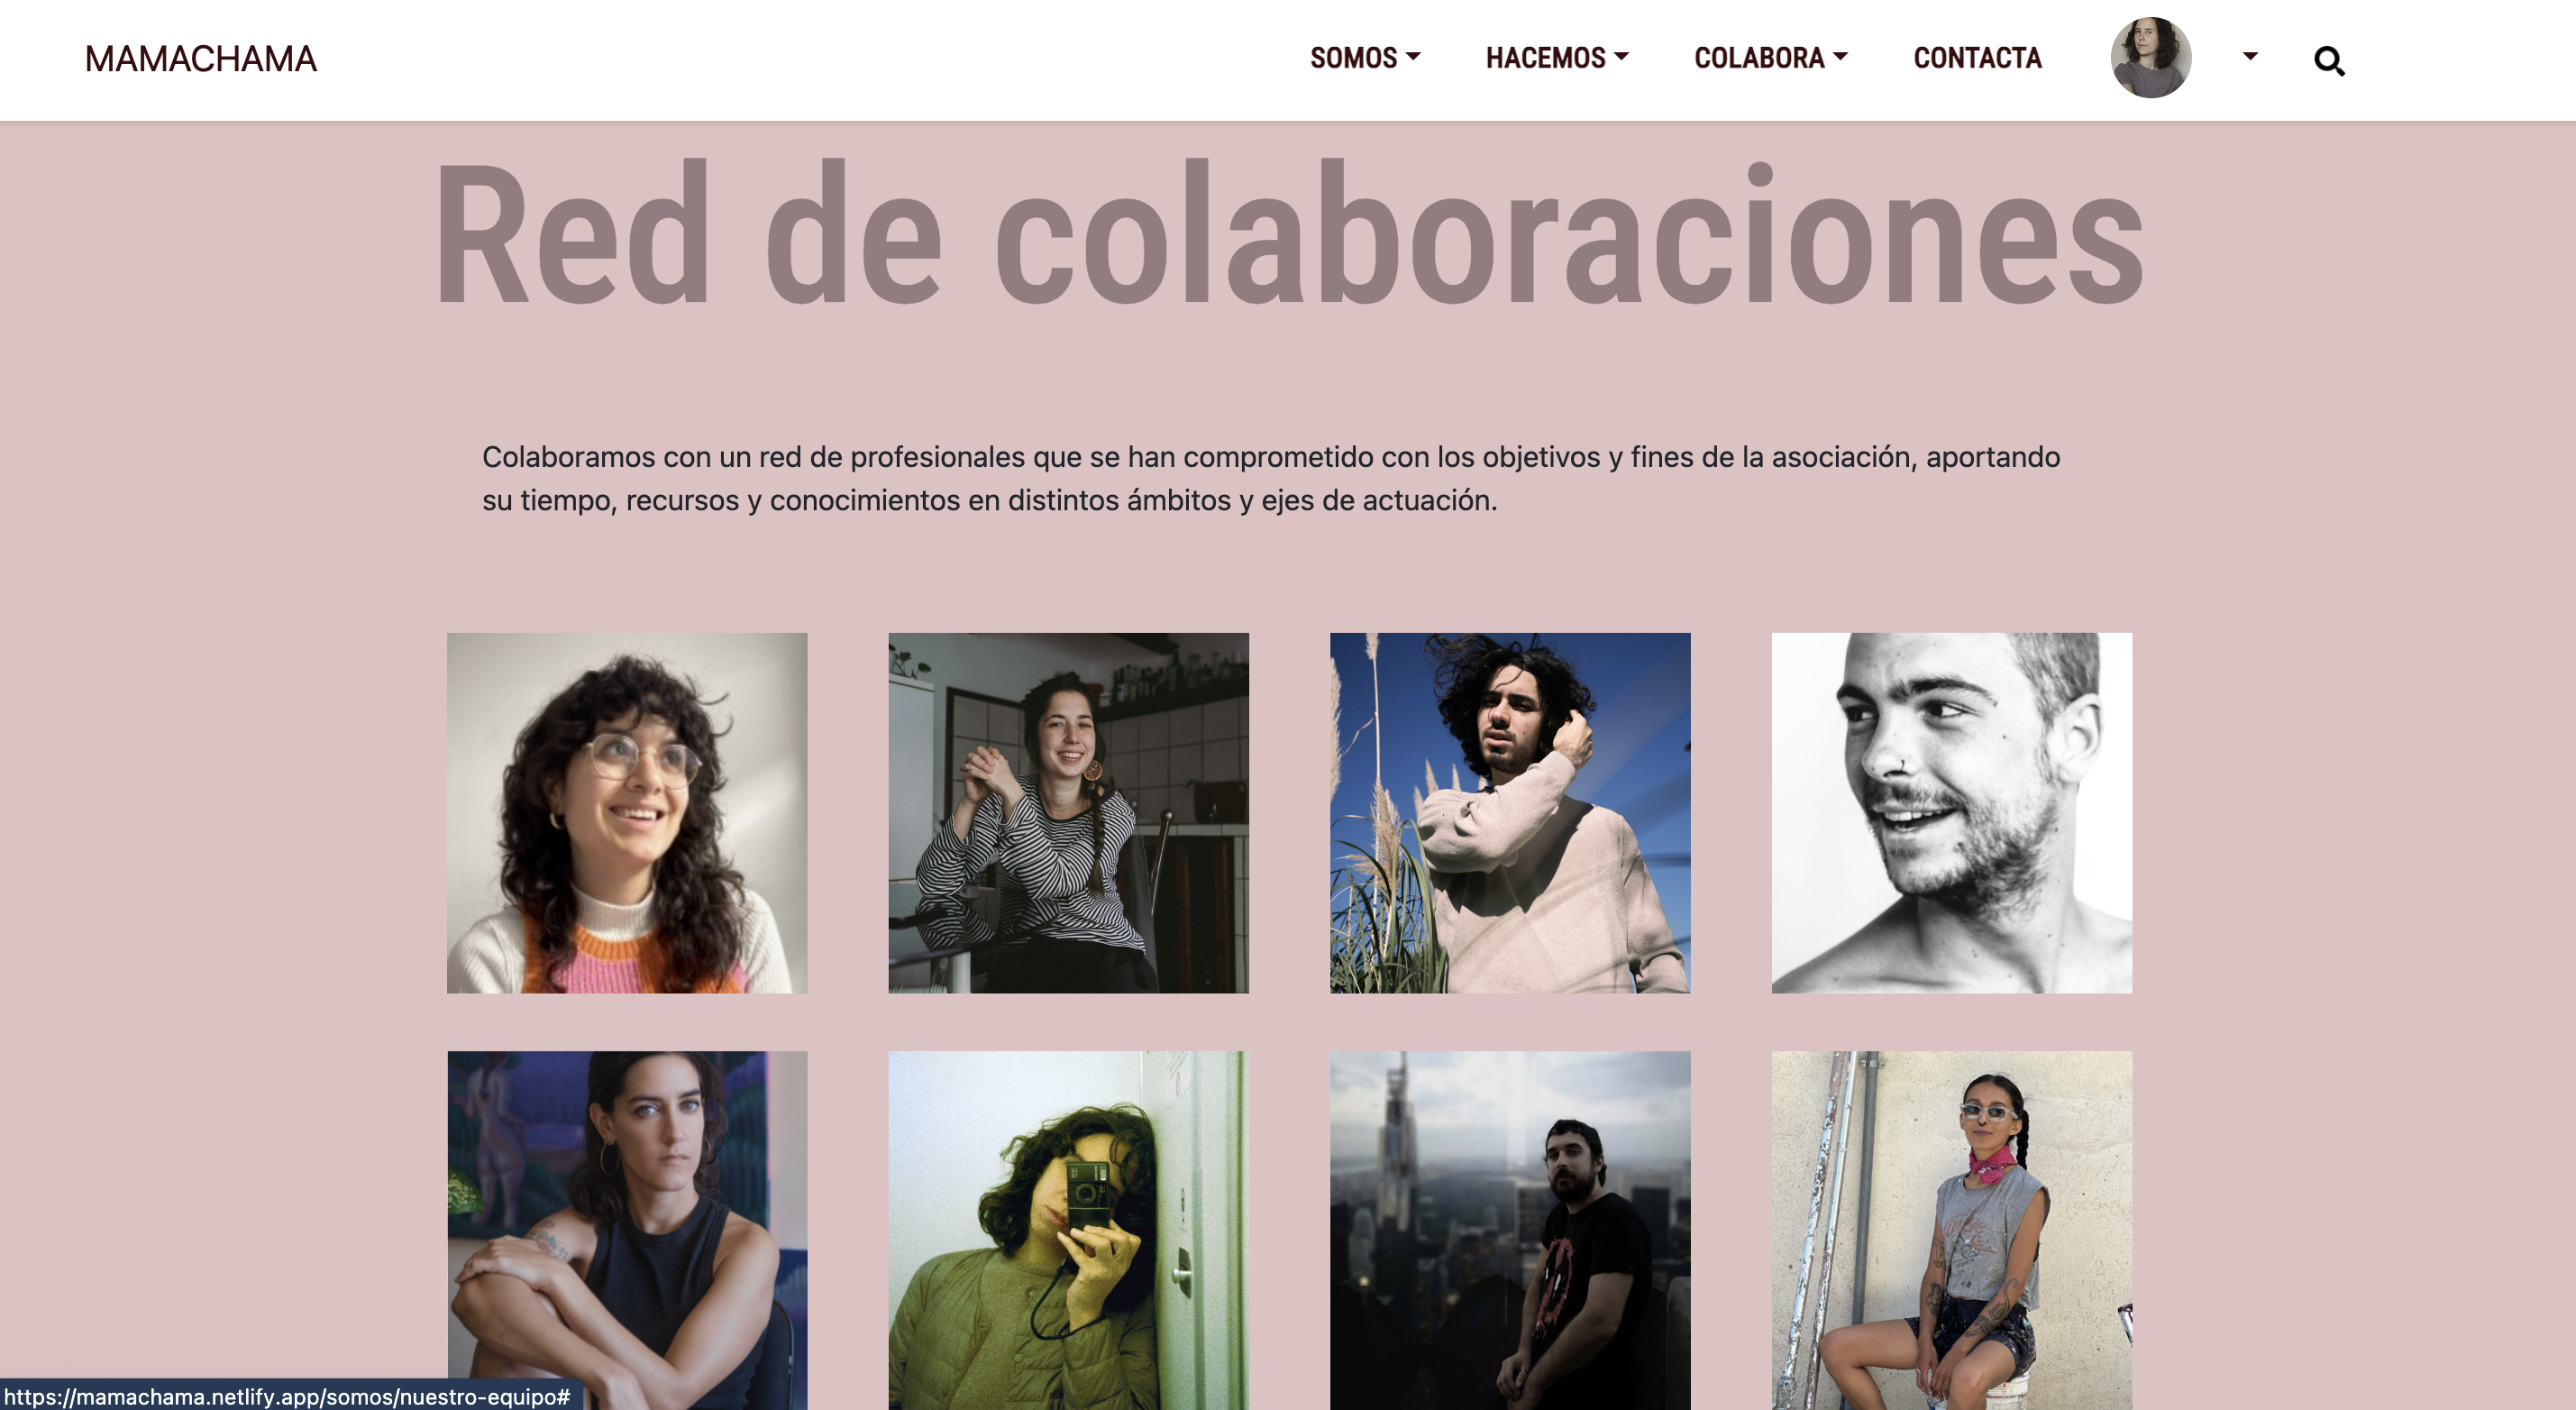 MAMACHAMA
SOMOS
HACEMOS
COLABORA
CONTACTA
Red de colaboraciones
Colaboramos con un red de profesionales que se han comprometido con los objetivos y fines de la asociación, aportando
su tiempo, recursos y conocimientos en distintos ámbitos y ejes de actuación.
https://mamachama.netlify.app/somos/nuestro-equipo#